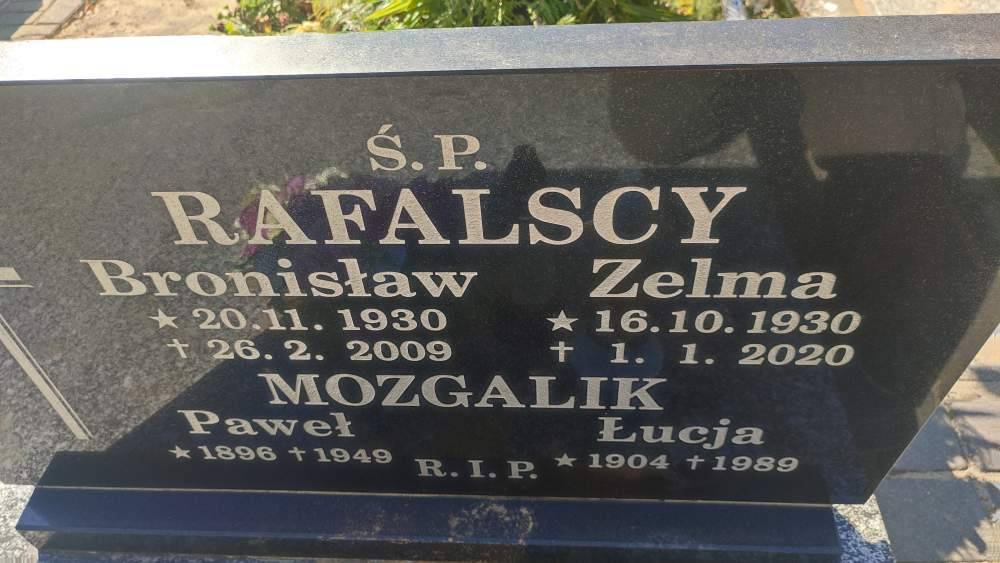 Ś.P.
RAFALSCY
Bronisław Zelma
★ 20.11.1930 ★ 16.10.1930
† 26.2.2009 † 1.1.2020
MOZGALIK
Paweł Łucja
★ 1896 † 1949 R.I.P. ★ 1904 † 1989